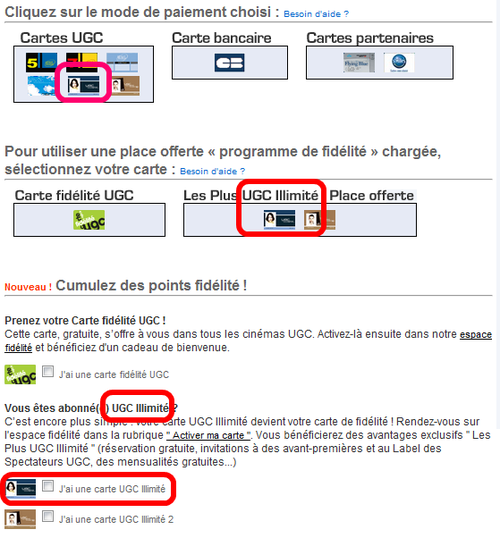 Cliquez sur le mode de paiement choisi : Besoin d'aide ?
Cartes UGC
Carte bancaire
Cartes partenaires
5
CB
Flying Blue
Pour utiliser une place offerte « programme de fidélité » chargée,
sélectionnez votre carte : Besoin d'aide ?
Carte fidélité UGC
Les Plus UGC Illimité
Place offerte
ugc
Nouveau ! Cumulez des points fidélité !
Prenez votre Carte fidélité UGC !
Cette carte, gratuite, s'offre à vous dans tous les cinémas UGC. Activez-là ensuite dans notre espace
fidélité et bénéficiez d'un cadeau de bienvenue.
ugc
J'ai une carte fidélité UGC
Vous êtes abonné(e) UGC Illimité ?
C'est encore plus simple : votre carte UGC Illimité devient votre carte de fidélité ! Rendez-vous sur
l'espace fidélité dans la rubrique " Activer ma carte ". Vous bénéficierez des avantages exclusifs " Les
Plus UGC Illimité " (réservation gratuite, invitations à des avant-premières et au Label des
Spectateurs UGC, des mensualités gratuites...)
J'ai une carte UGC Illimité
J'ai une carte UGC Illimité 2